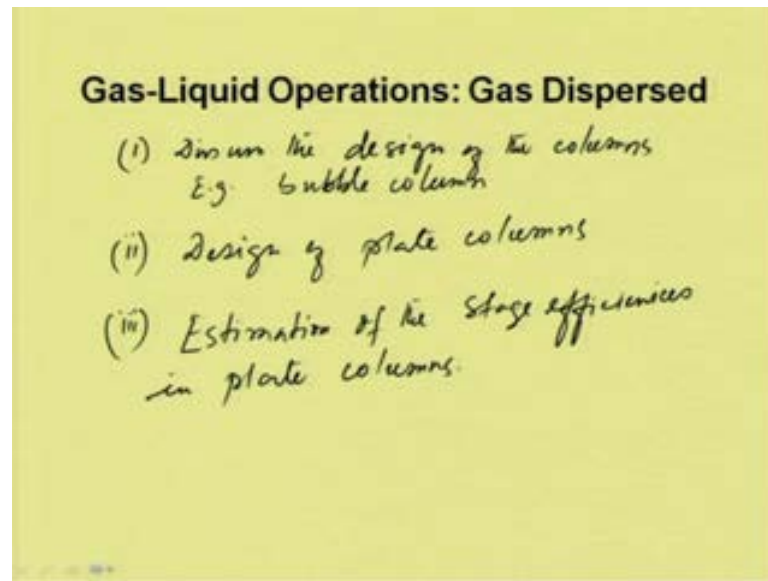 Gas-Liquid Operations: Gas Dispersed
(i) Discuss the design of the columns
E.g. bubble column
(ii) Design of plate columns
(iii) Estimation of the stage efficiencies
in plate columns.